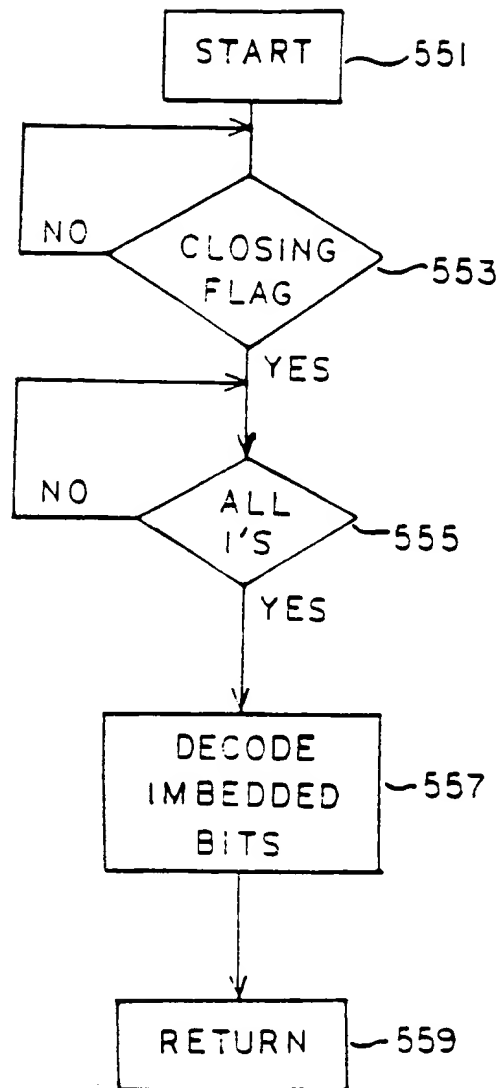 START
551
NO
CLOSING
FLAG
553
YES
NO
ALL
1'S
555
YES
DECODE
IMBEDDED
BITS
557
RETURN
559